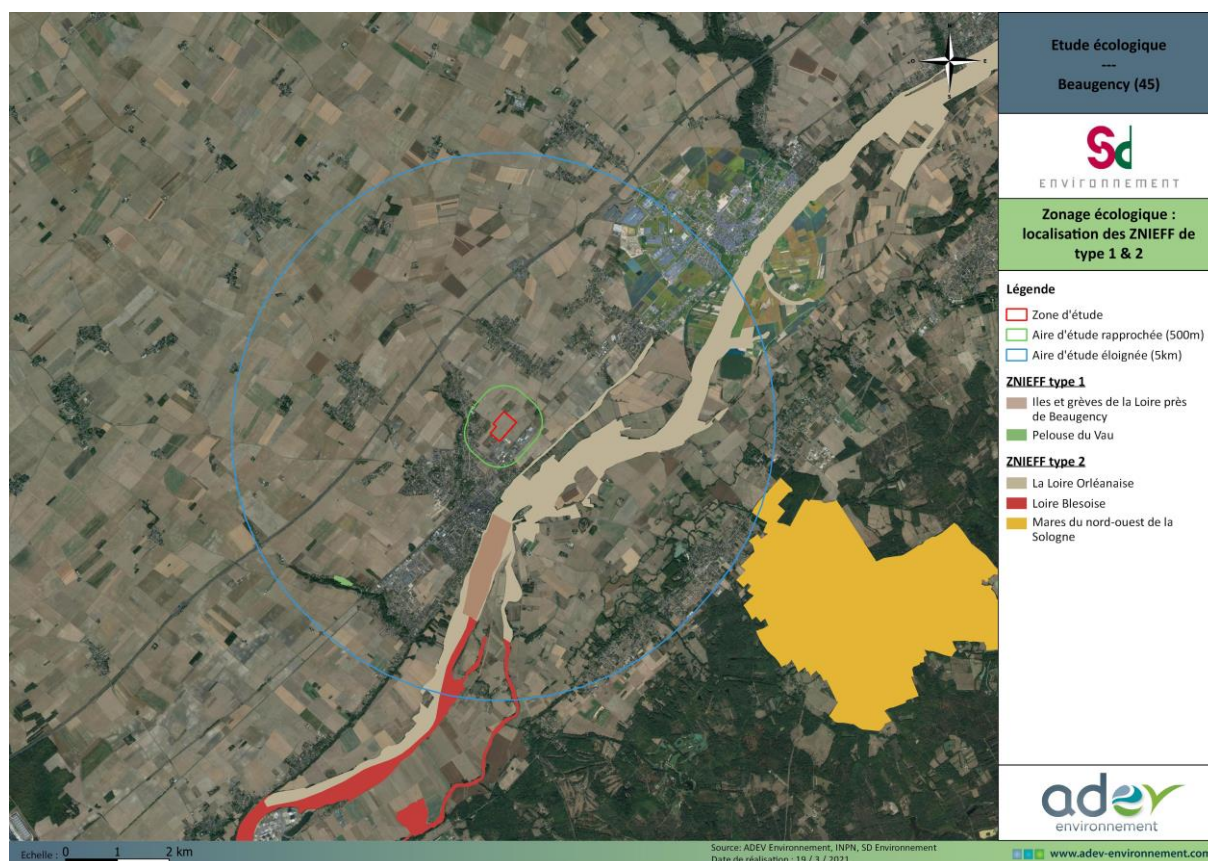 Etude écologique
---
Beaugency (45)
Sd
environnement
Zonage écologique :
localisation des ZNIEFF de
type 1 & 2
Légende
Zone d'étude
Aire d'étude rapprochée (500m)
Aire d'étude éloignée (5km)
ZNIEFF type 1
Iles et grèves de la Loire près
de Beaugency
Pelouse du Vau
ZNIEFF type 2
La Loire Orléanaise
Loire Blesoise
Mares du nord-ouest de la
Sologne
adev
environnement
Echelle : 0 1 2 km
Source: ADEV Environnement, INPN, SD Environnement
Date de réalisation : 19 / 3 / 2021
www.adev-environnement.com